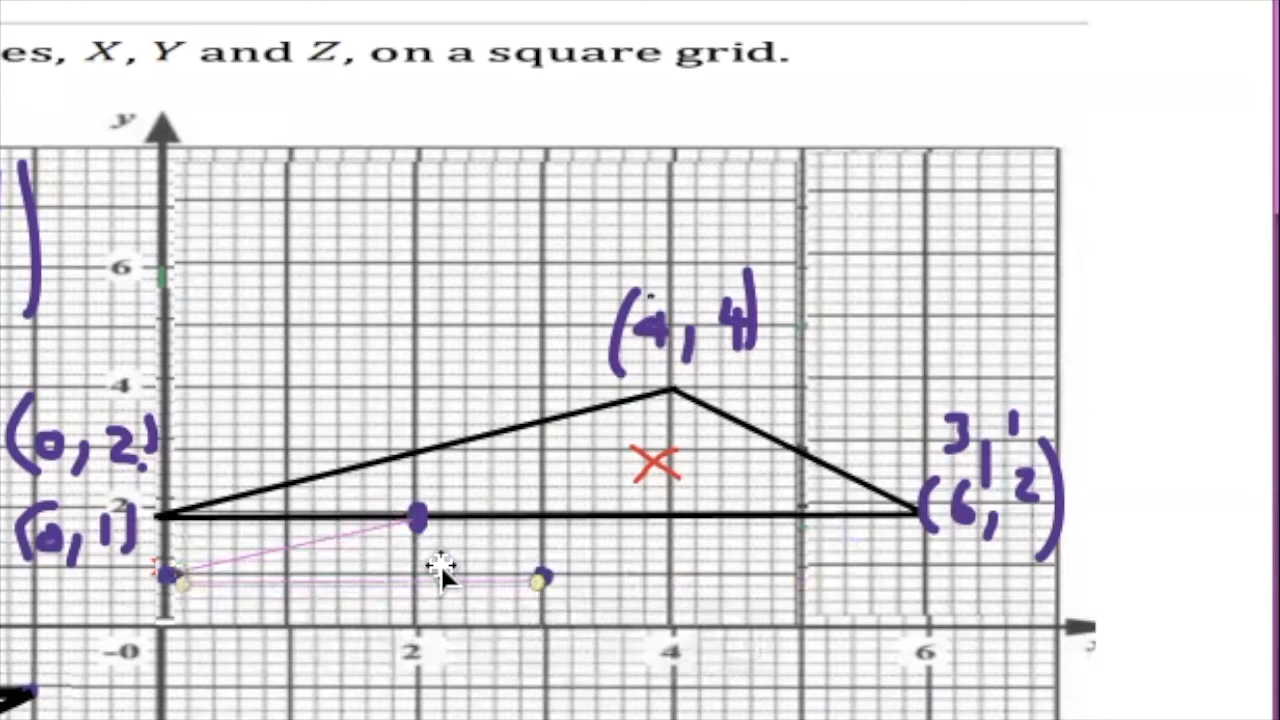 es, X, Y and Z, on a square grid.
y
6
(4, 4)
4
(0, 2)
3, 1
2
(6, 2)
(0, 1)
-0 2 4 6